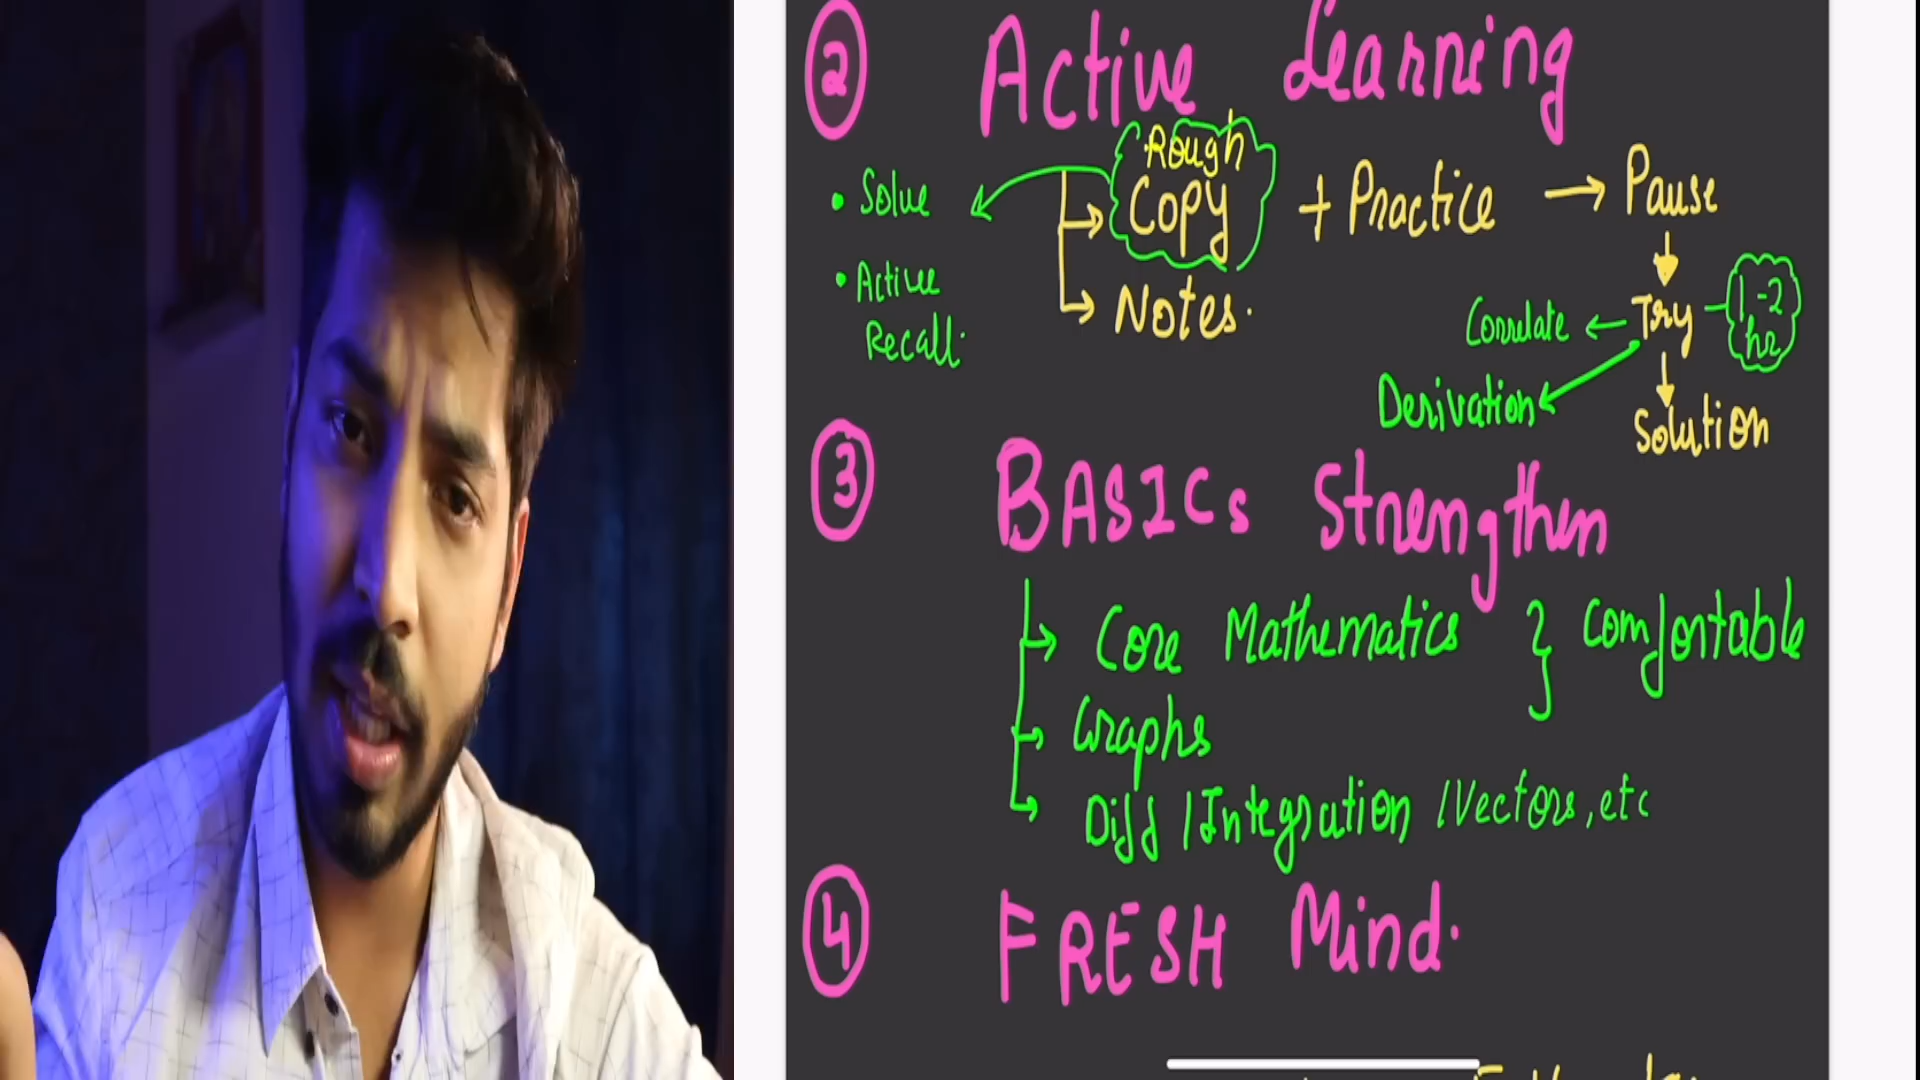 2 Active Learning
Rough
• Solve Copy + Practice → Pause
• Active Recall.
Notes.
Correlate ← Try - 1-2 hr
Derivation
Solution
3 BASICs Strengthen
Core Mathematics } Comfortable
Graphs
Diff / Integration / Vectors, etc
4 FRESH Mind.